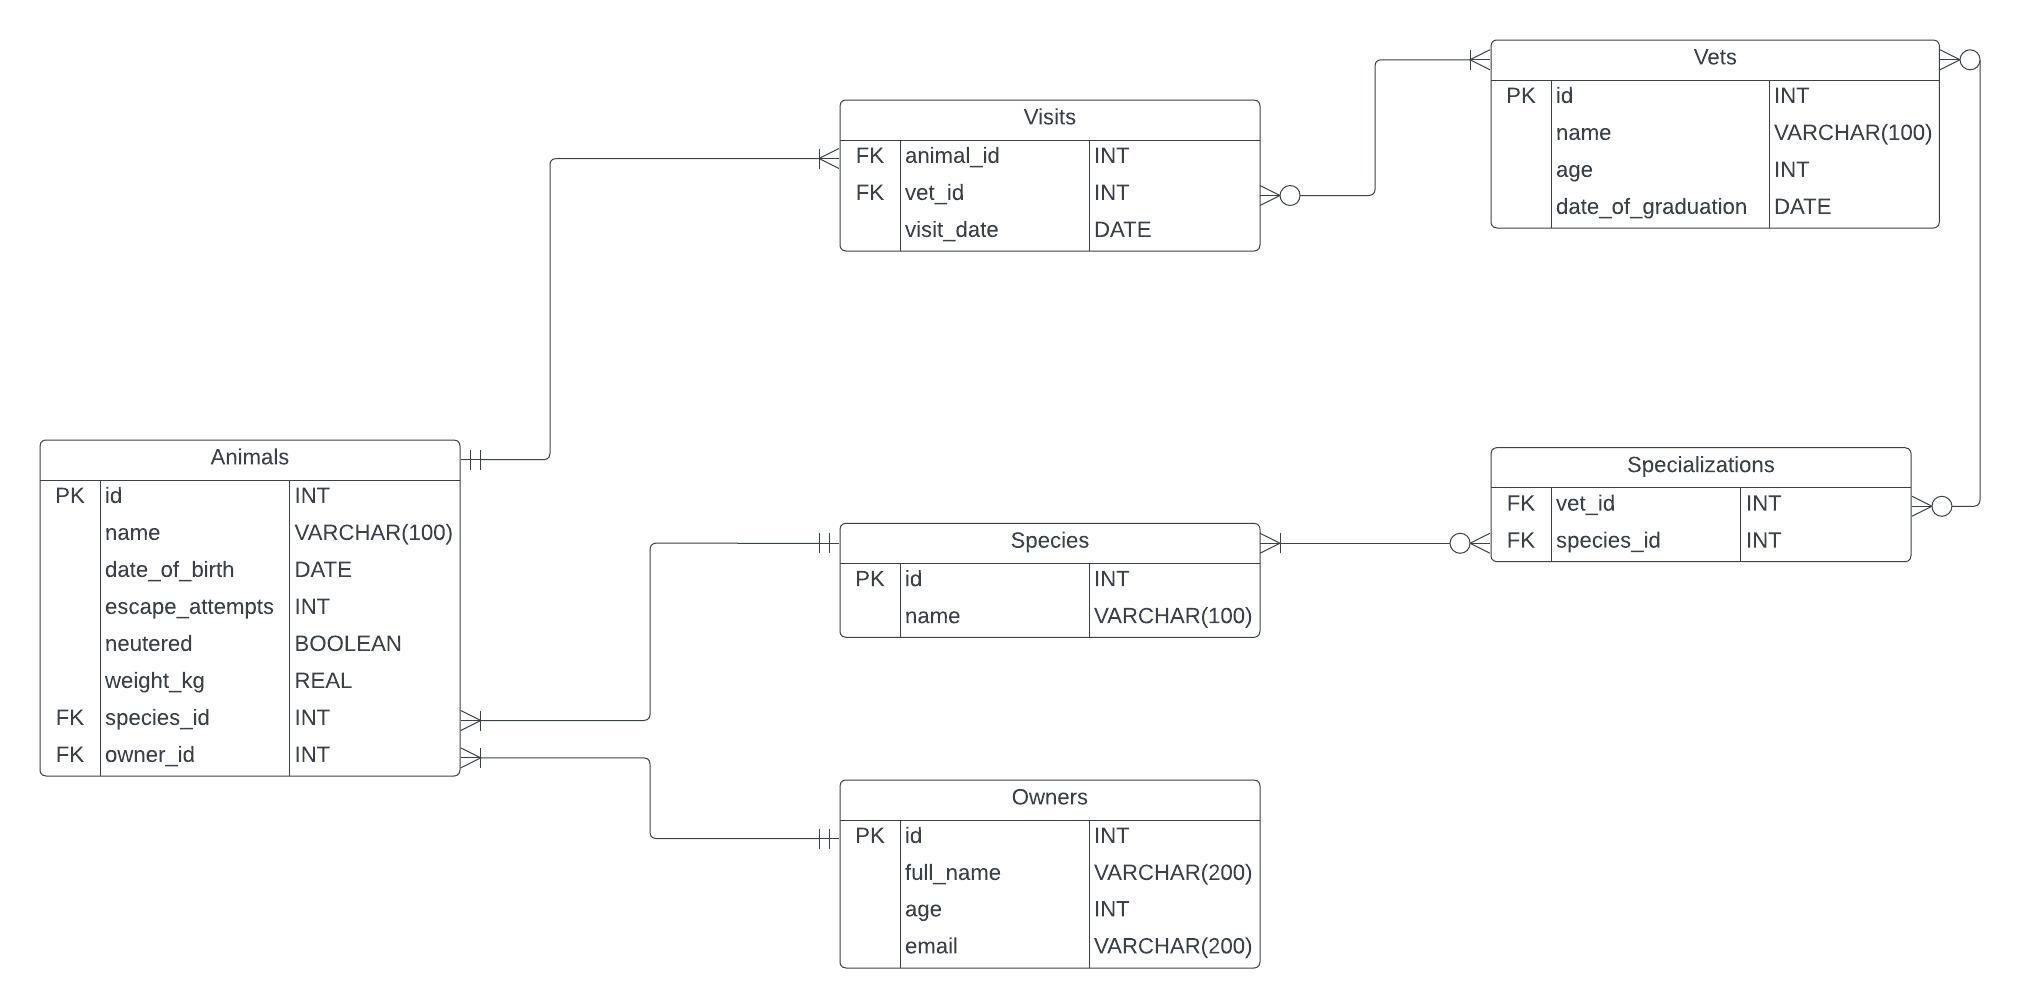 Visits
FK animal_id INT
FK vet_id INT
visit_date DATE
Vets
PK id INT
name VARCHAR(100)
age INT
date_of_graduation DATE
Animals
PK id INT
name VARCHAR(100)
date_of_birth DATE
escape_attempts INT
neutered BOOLEAN
weight_kg REAL
FK species_id INT
FK owner_id INT
Species
PK id INT
name VARCHAR(100)
Specializations
FK vet_id INT
FK species_id INT
Owners
PK id INT
full_name VARCHAR(200)
age INT
email VARCHAR(200)